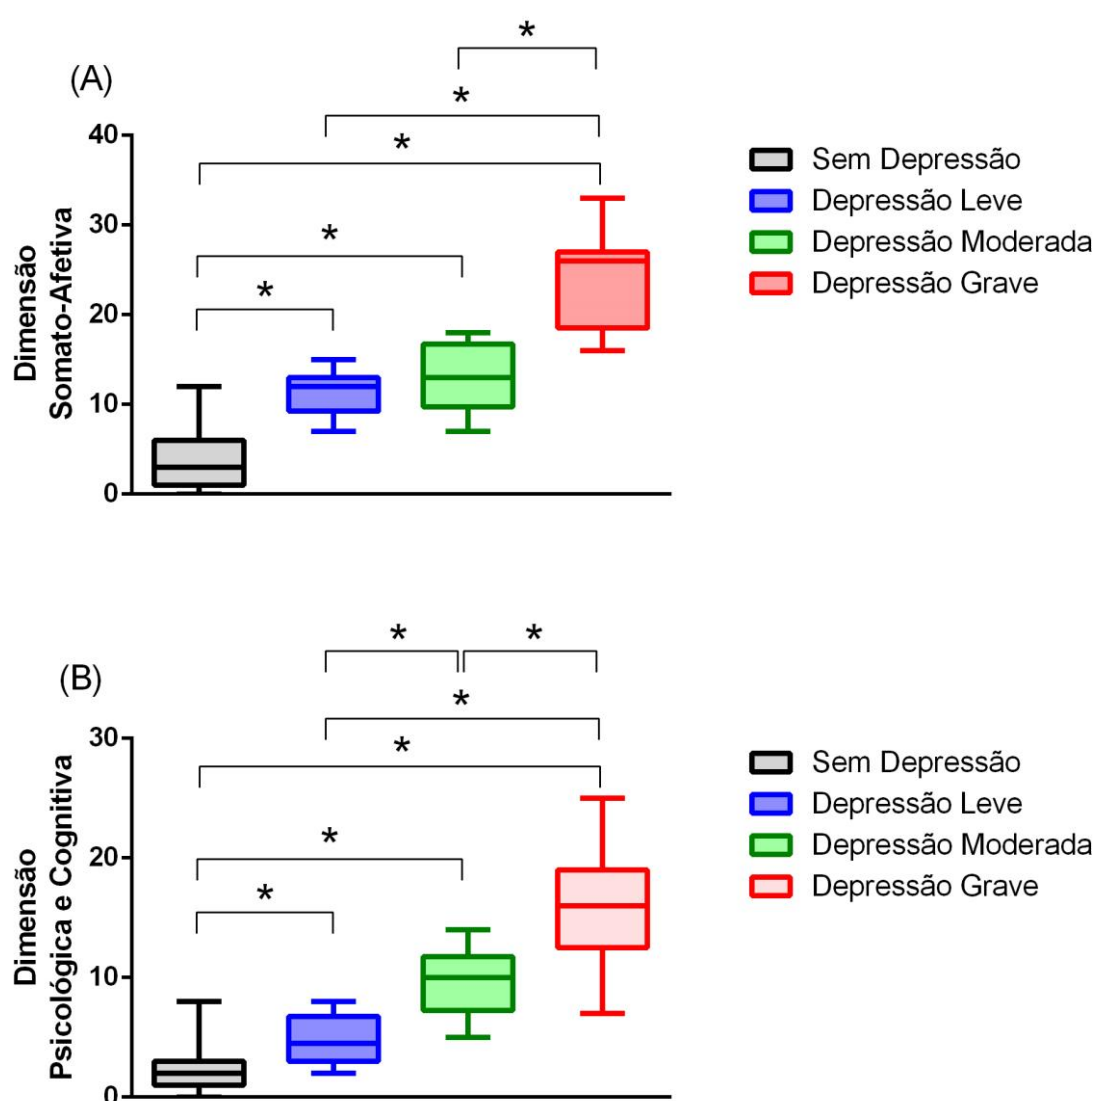 *
(A)
*
*
40
30
20
10
0
Dimensão
Somato-Afetiva
*
*
Sem Depressão
Depressão Leve
Depressão Moderada
Depressão Grave
*
*
(B)
*
*
30
20
10
0
Dimensão
Psicológica e Cognitiva
*
*
Sem Depressão
Depressão Leve
Depressão Moderada
Depressão Grave